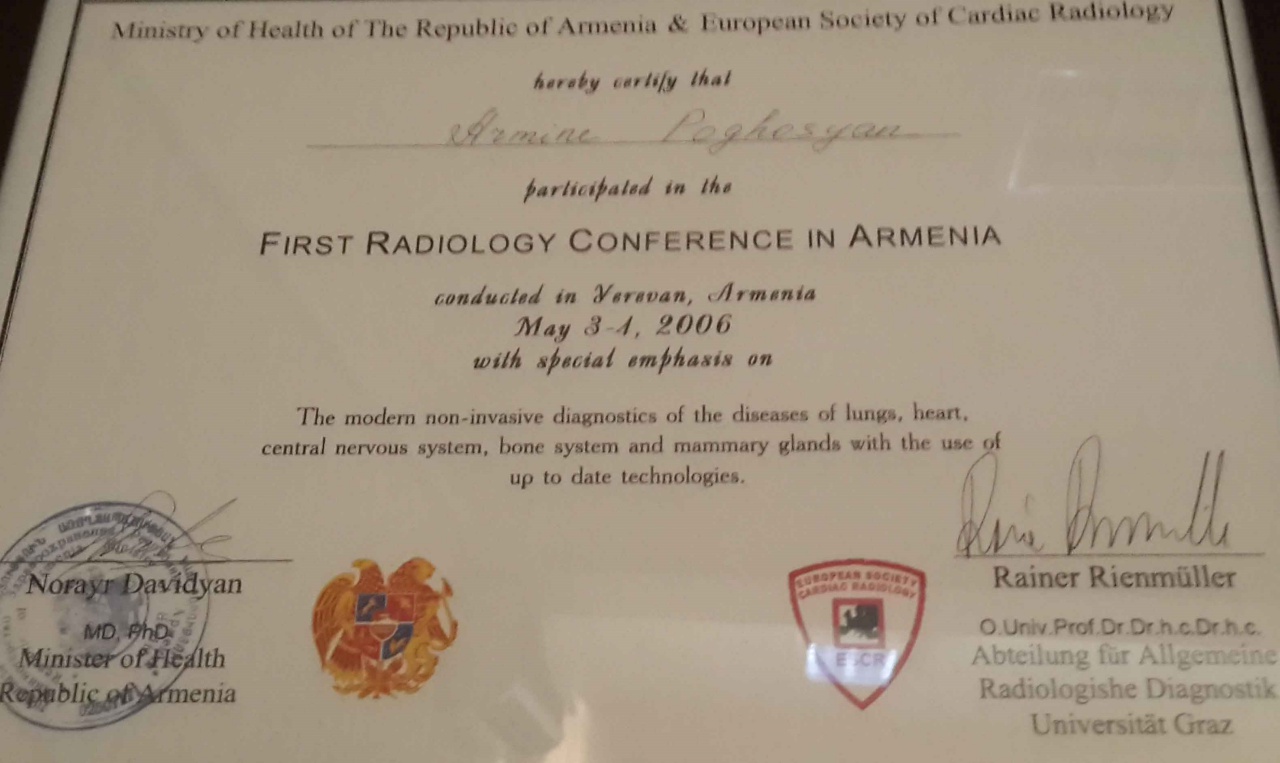 Ministry of Health of The Republic of Armenia & European Society of Cardiac Radiology
hereby certify that
Armine Poghosyan
participated in the
FIRST RADIOLOGY CONFERENCE IN ARMENIA
conducted in Yerevan, Armenia
May 3-4, 2006
with special emphasis on
The modern non-invasive diagnostics of the diseases of lungs, heart,
central nervous system, bone system and mammary glands with the use of
up to date technologies.
Norayr Davidyan
MD, PhD
Minister of Health
Republic of Armenia
EUROPEAN SOCIETY
CARDIAC RADIOLOGY
ESCR
Rainer Rienmüller
O.Univ.Prof.Dr.Dr.h.c.Dr.h.c.
Abteilung für Allgemeine
Radiologishe Diagnostik
Universität Graz